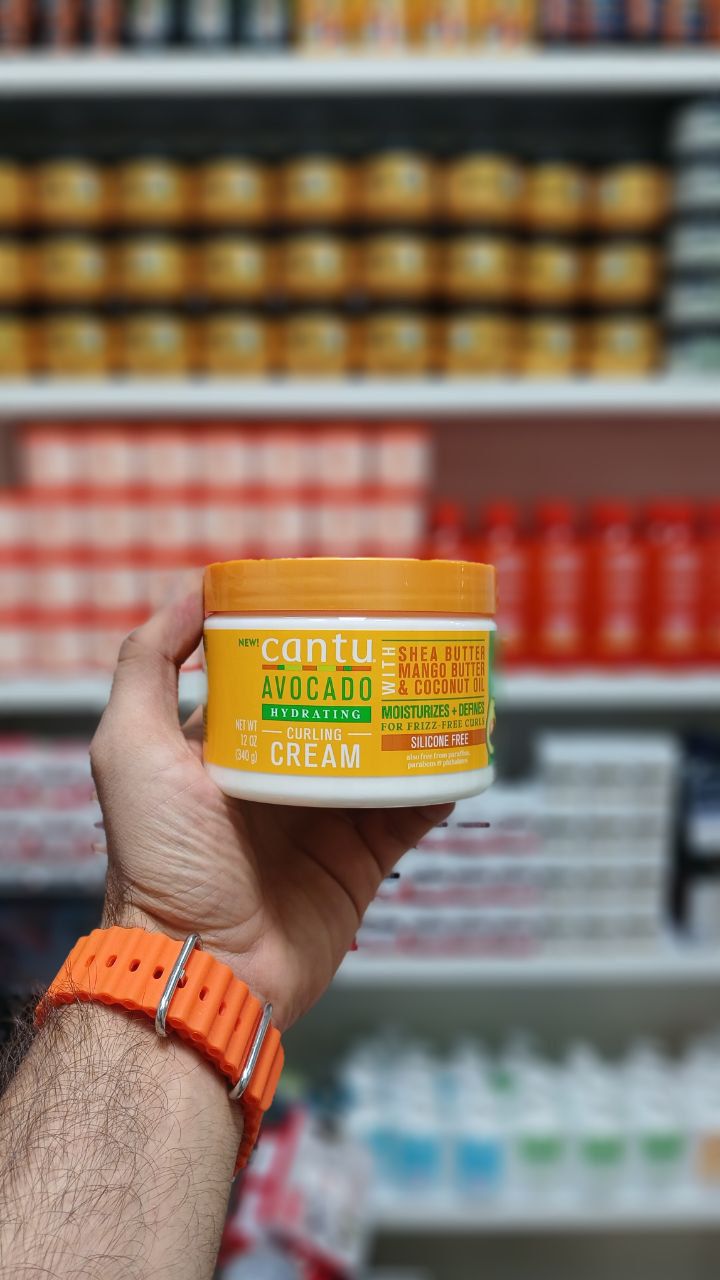 NEW!
cantu
AVOCADO
HYDRATING
CURLING
CREAM
NET WT
12 OZ
(340 g)
WITH
SHEA BUTTER
MANGO BUTTER
& COCONUT OIL
MOISTURIZES + DEFINES
FOR FRIZZ-FREE CURLS
SILICONE FREE
also free from paraffin,
parabens & phthalates